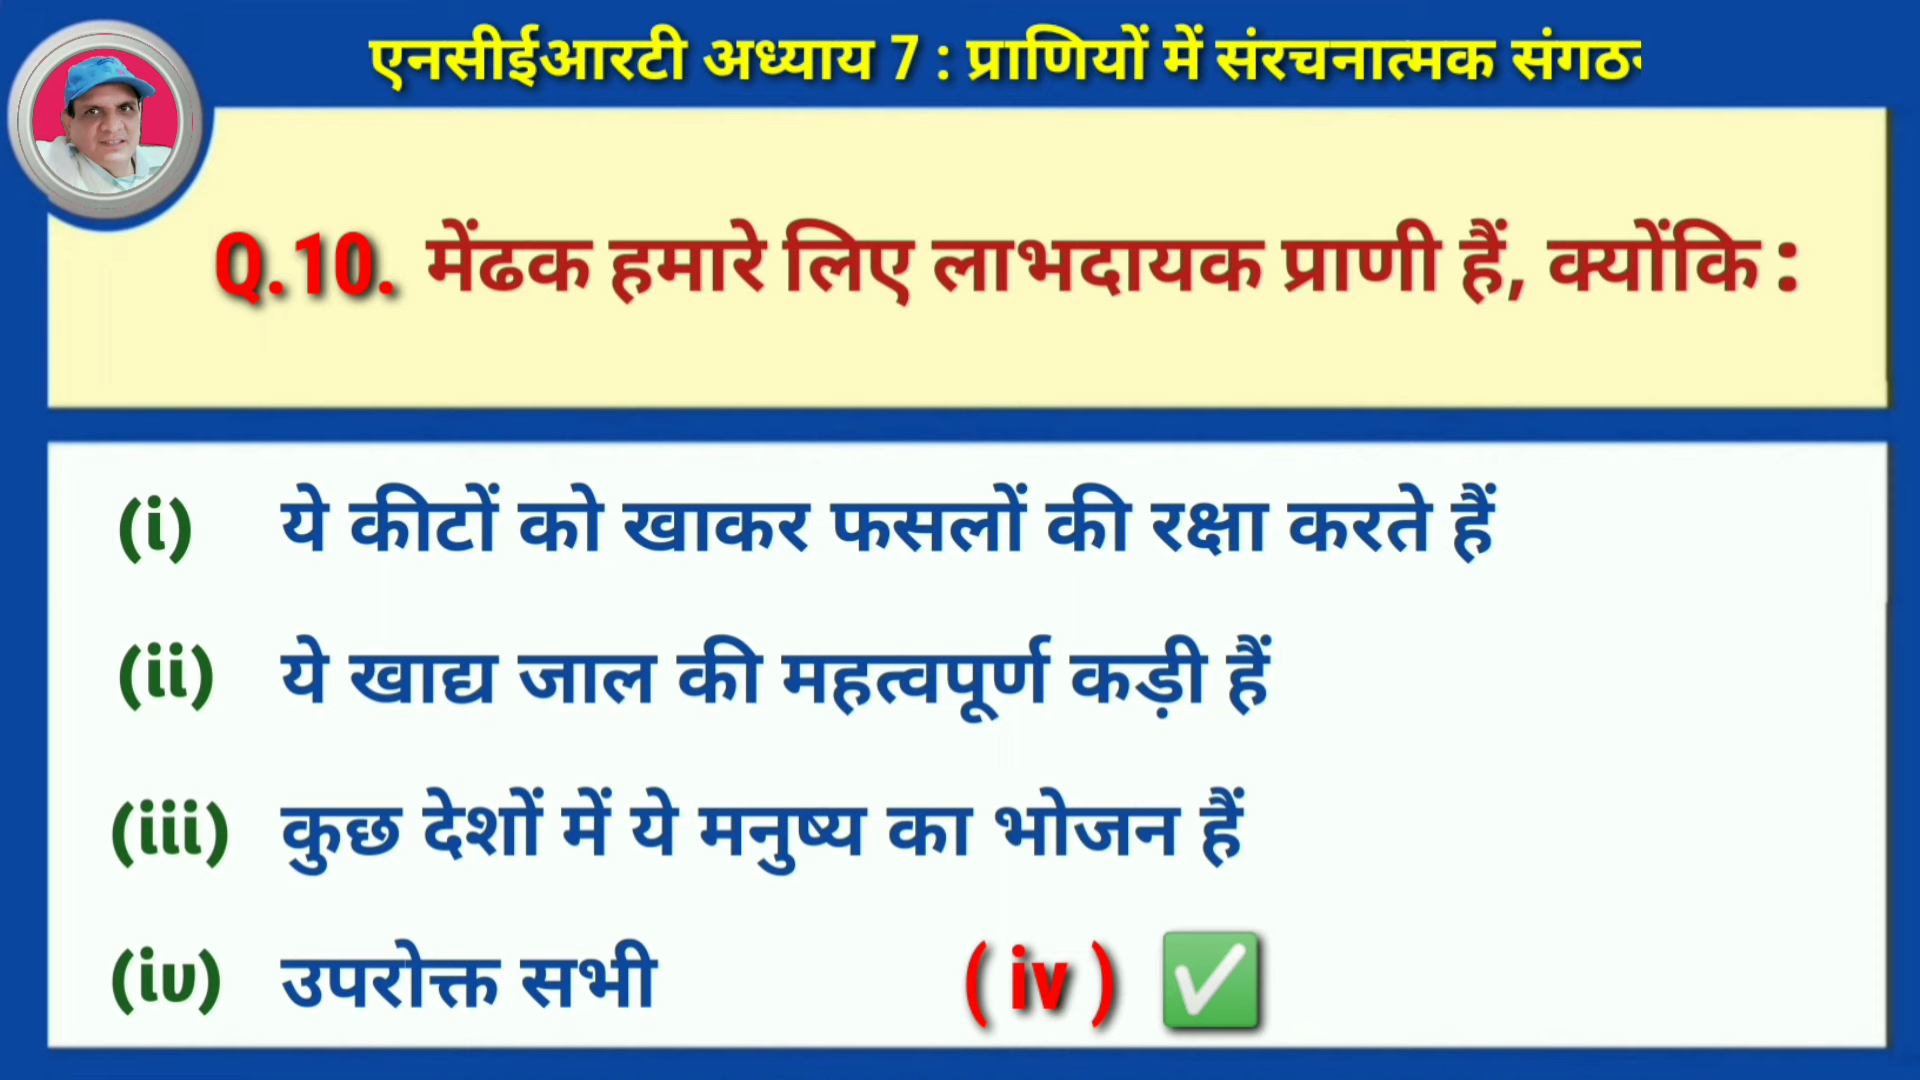 एनसीईआरटी अध्याय 7 : प्राणियों में संरचनात्मक
Q.10. मेंढक हमारे लिए लाभदायक प्राणी हैं, क्योंकि :
(i) ये कीटों को खाकर फसलों की रक्षा करते हैं
(ii) ये खाद्य जाल की महत्वपूर्ण कड़ी हैं
(iii) कुछ देशों में ये मनुष्य का भोजन हैं
(iv) उपरोक्त सभी ( iv ) ✅